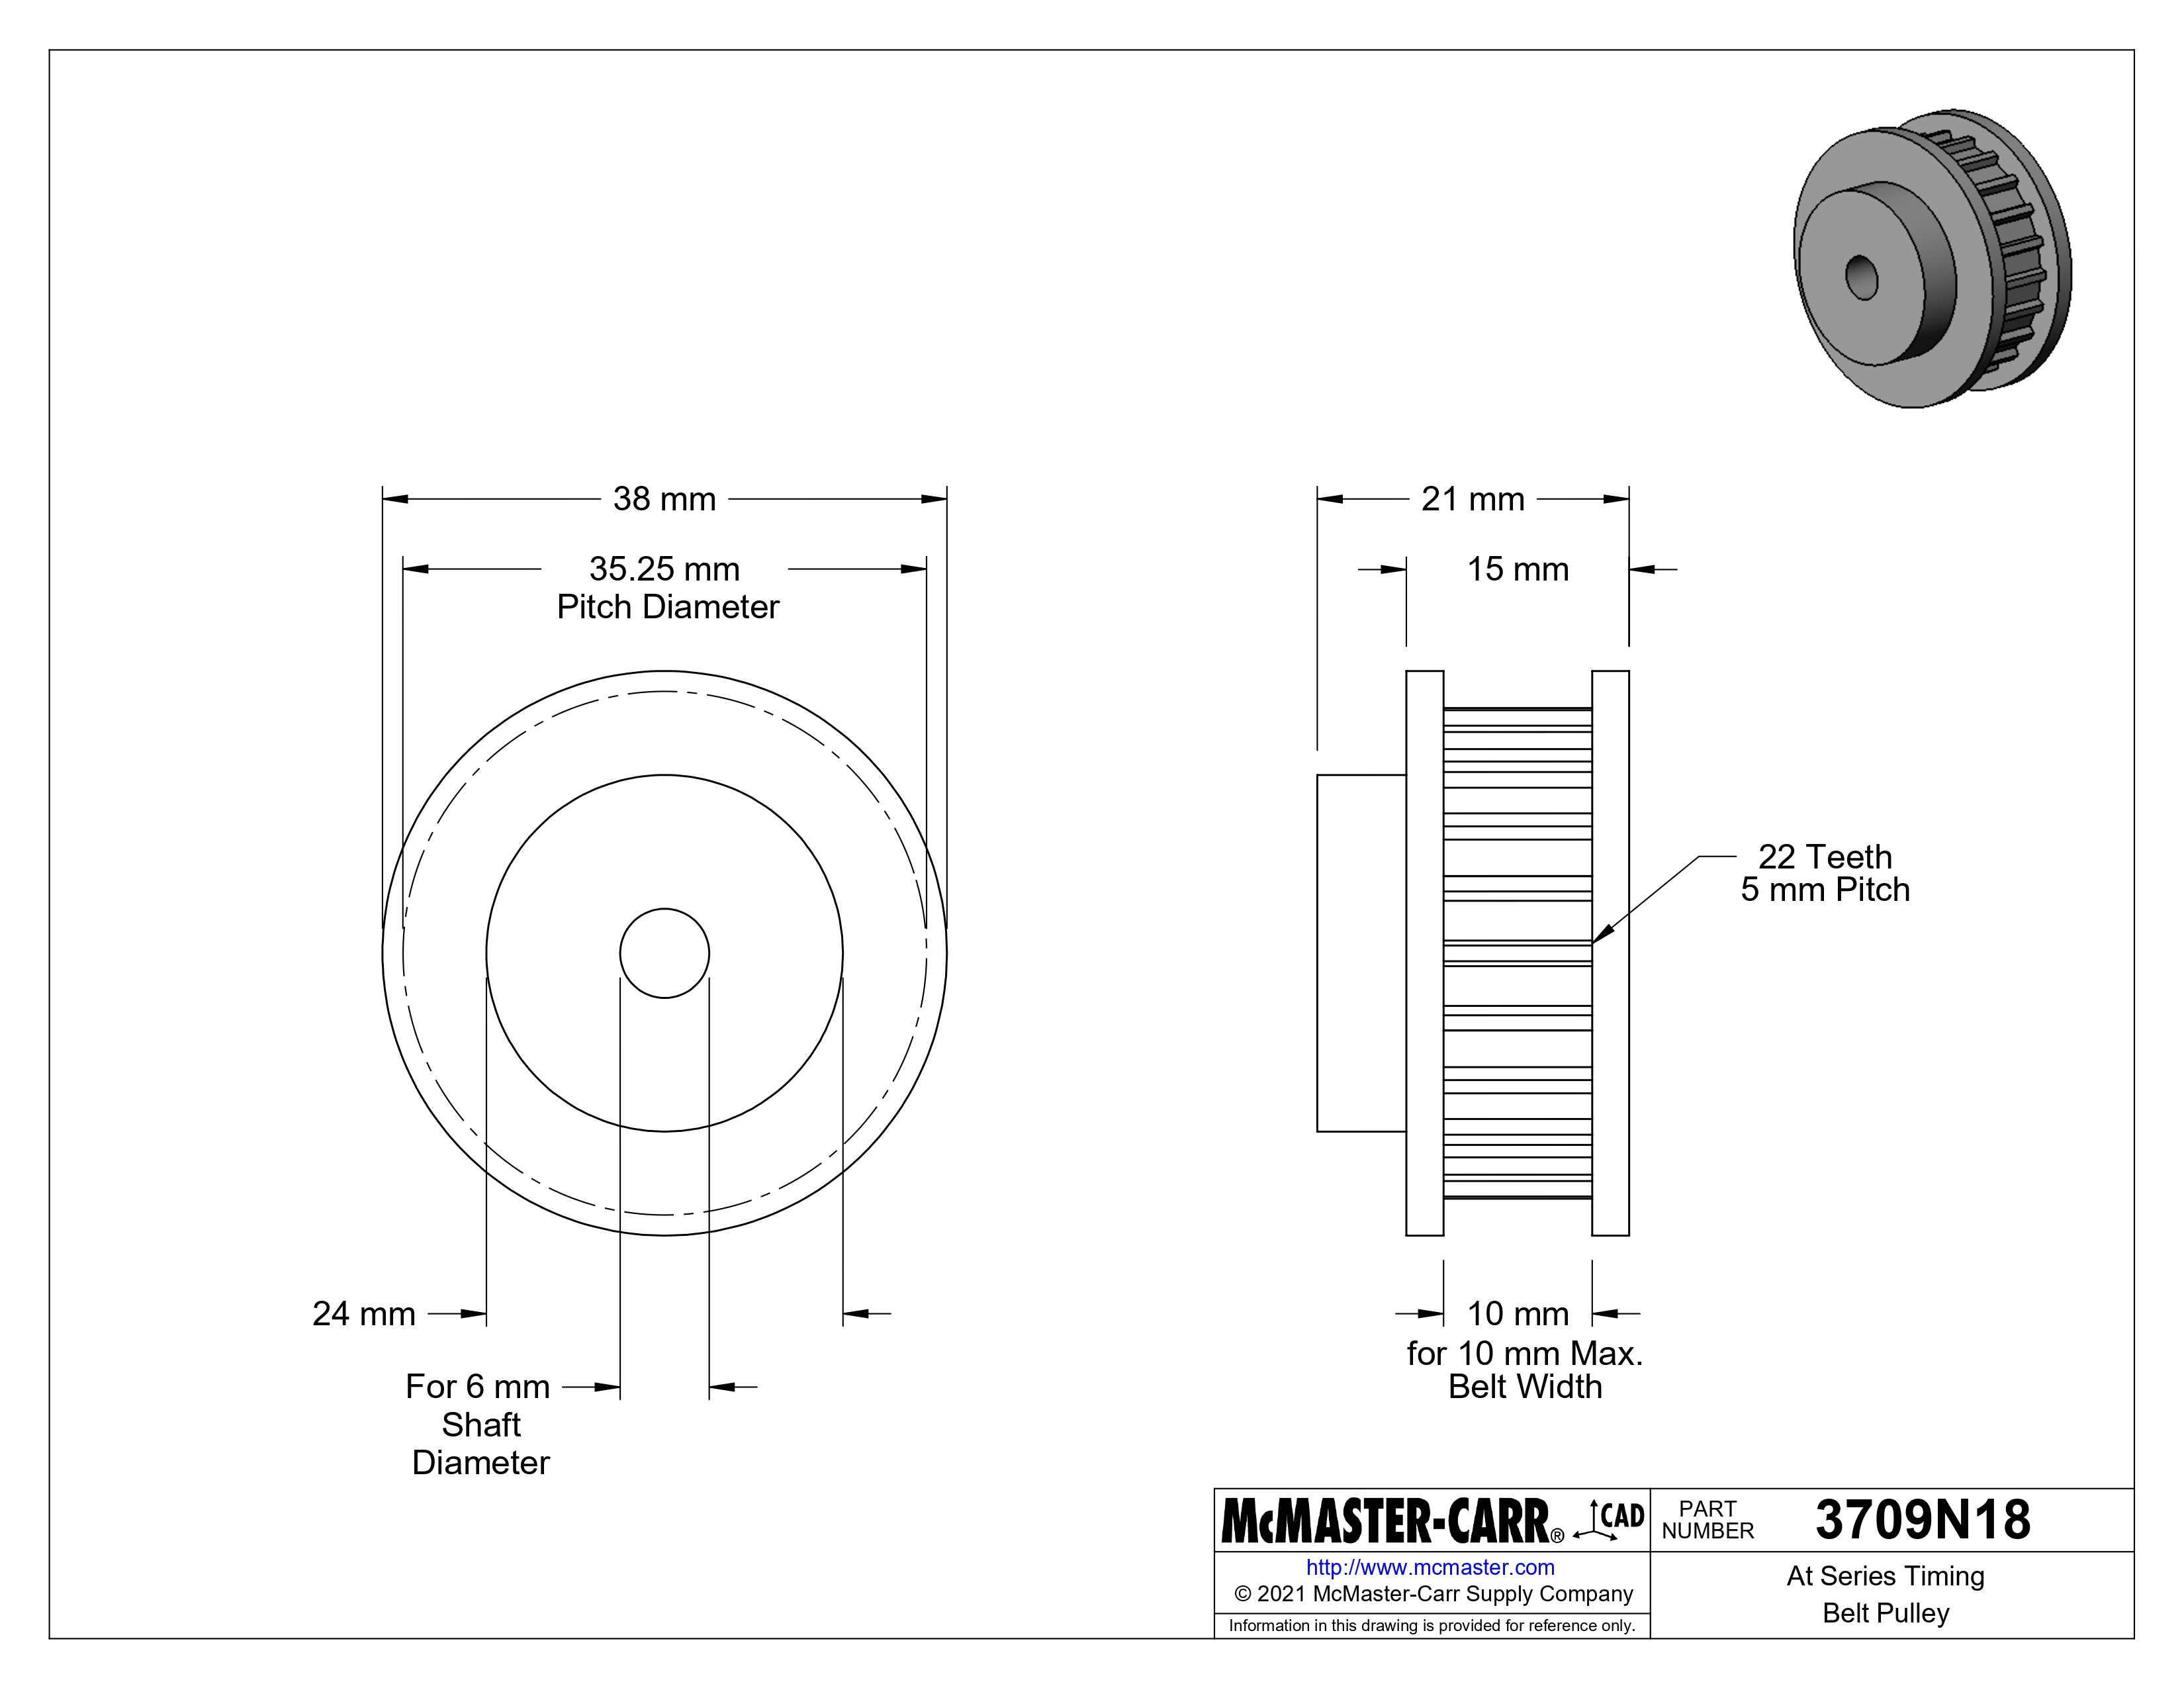 38 mm
35.25 mm
Pitch Diameter
21 mm
15 mm
22 Teeth
5 mm Pitch
24 mm
For 6 mm
Shaft
Diameter
10 mm
for 10 mm Max.
Belt Width
McMASTER-CARR® CAD
http://www.mcmaster.com
© 2021 McMaster-Carr Supply Company
Information in this drawing is provided for reference only.
PART
NUMBER
3709N18
At Series Timing
Belt Pulley